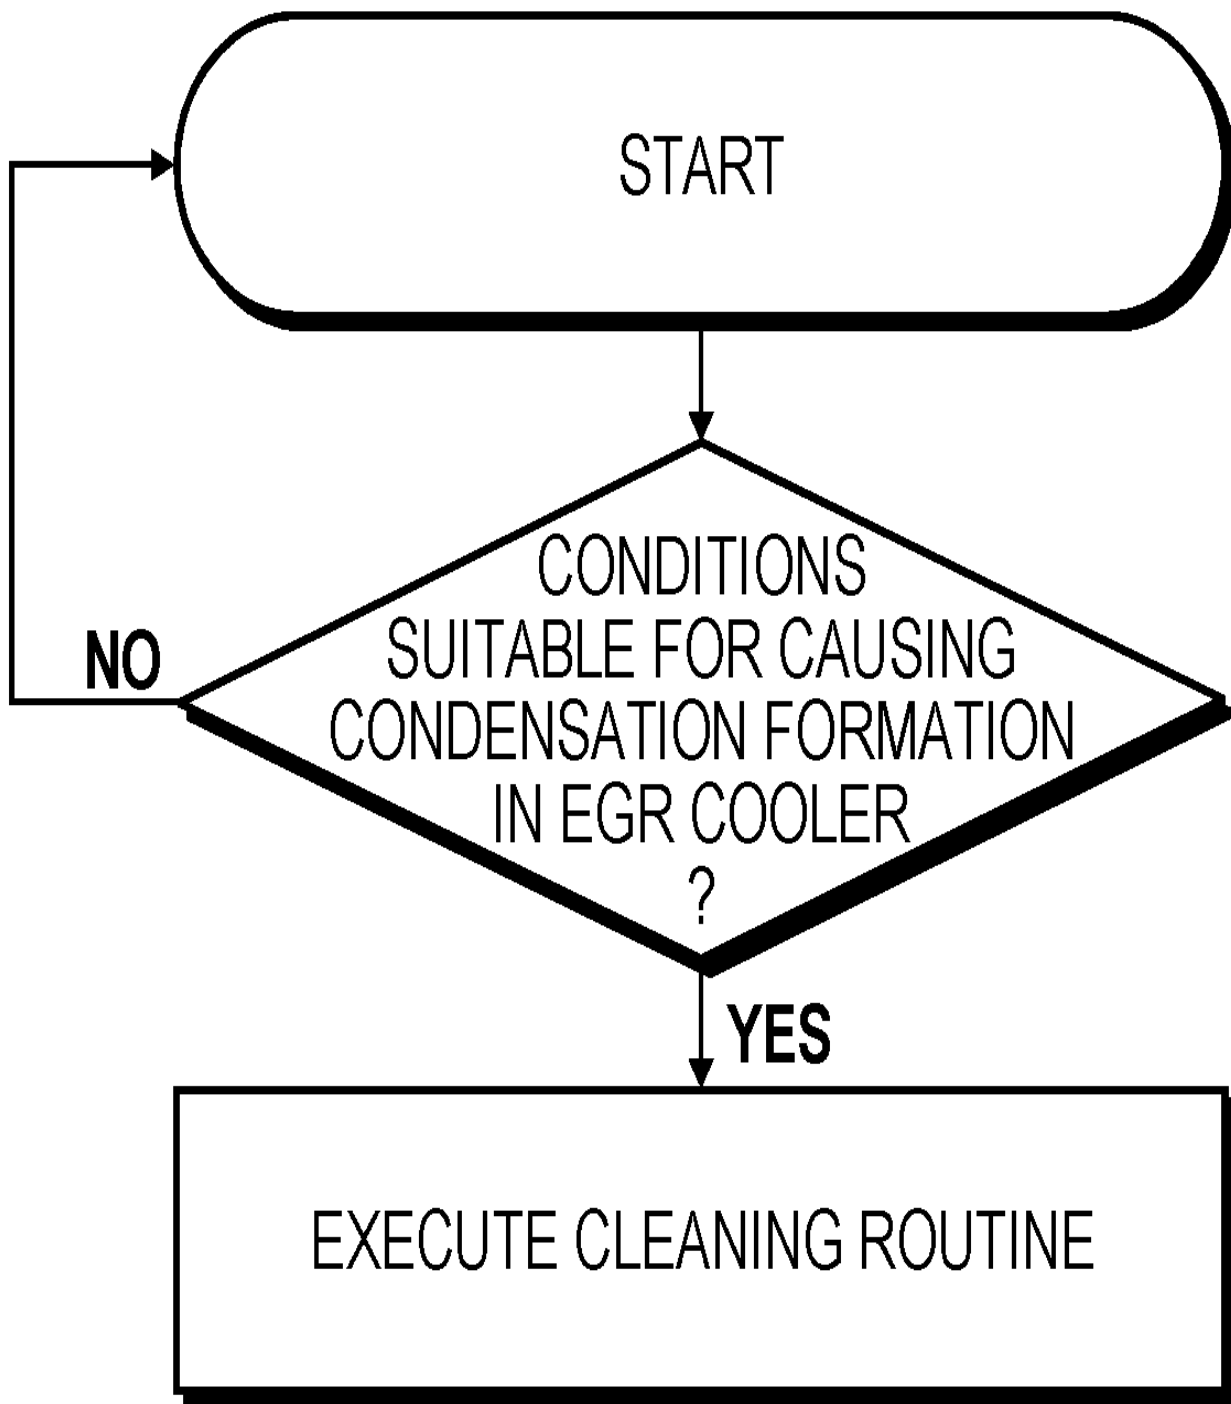 START
CONDITIONS
SUITABLE FOR CAUSING
CONDENSATION FORMATION
IN EGR COOLER
?
NO
YES
EXECUTE CLEANING ROUTINE